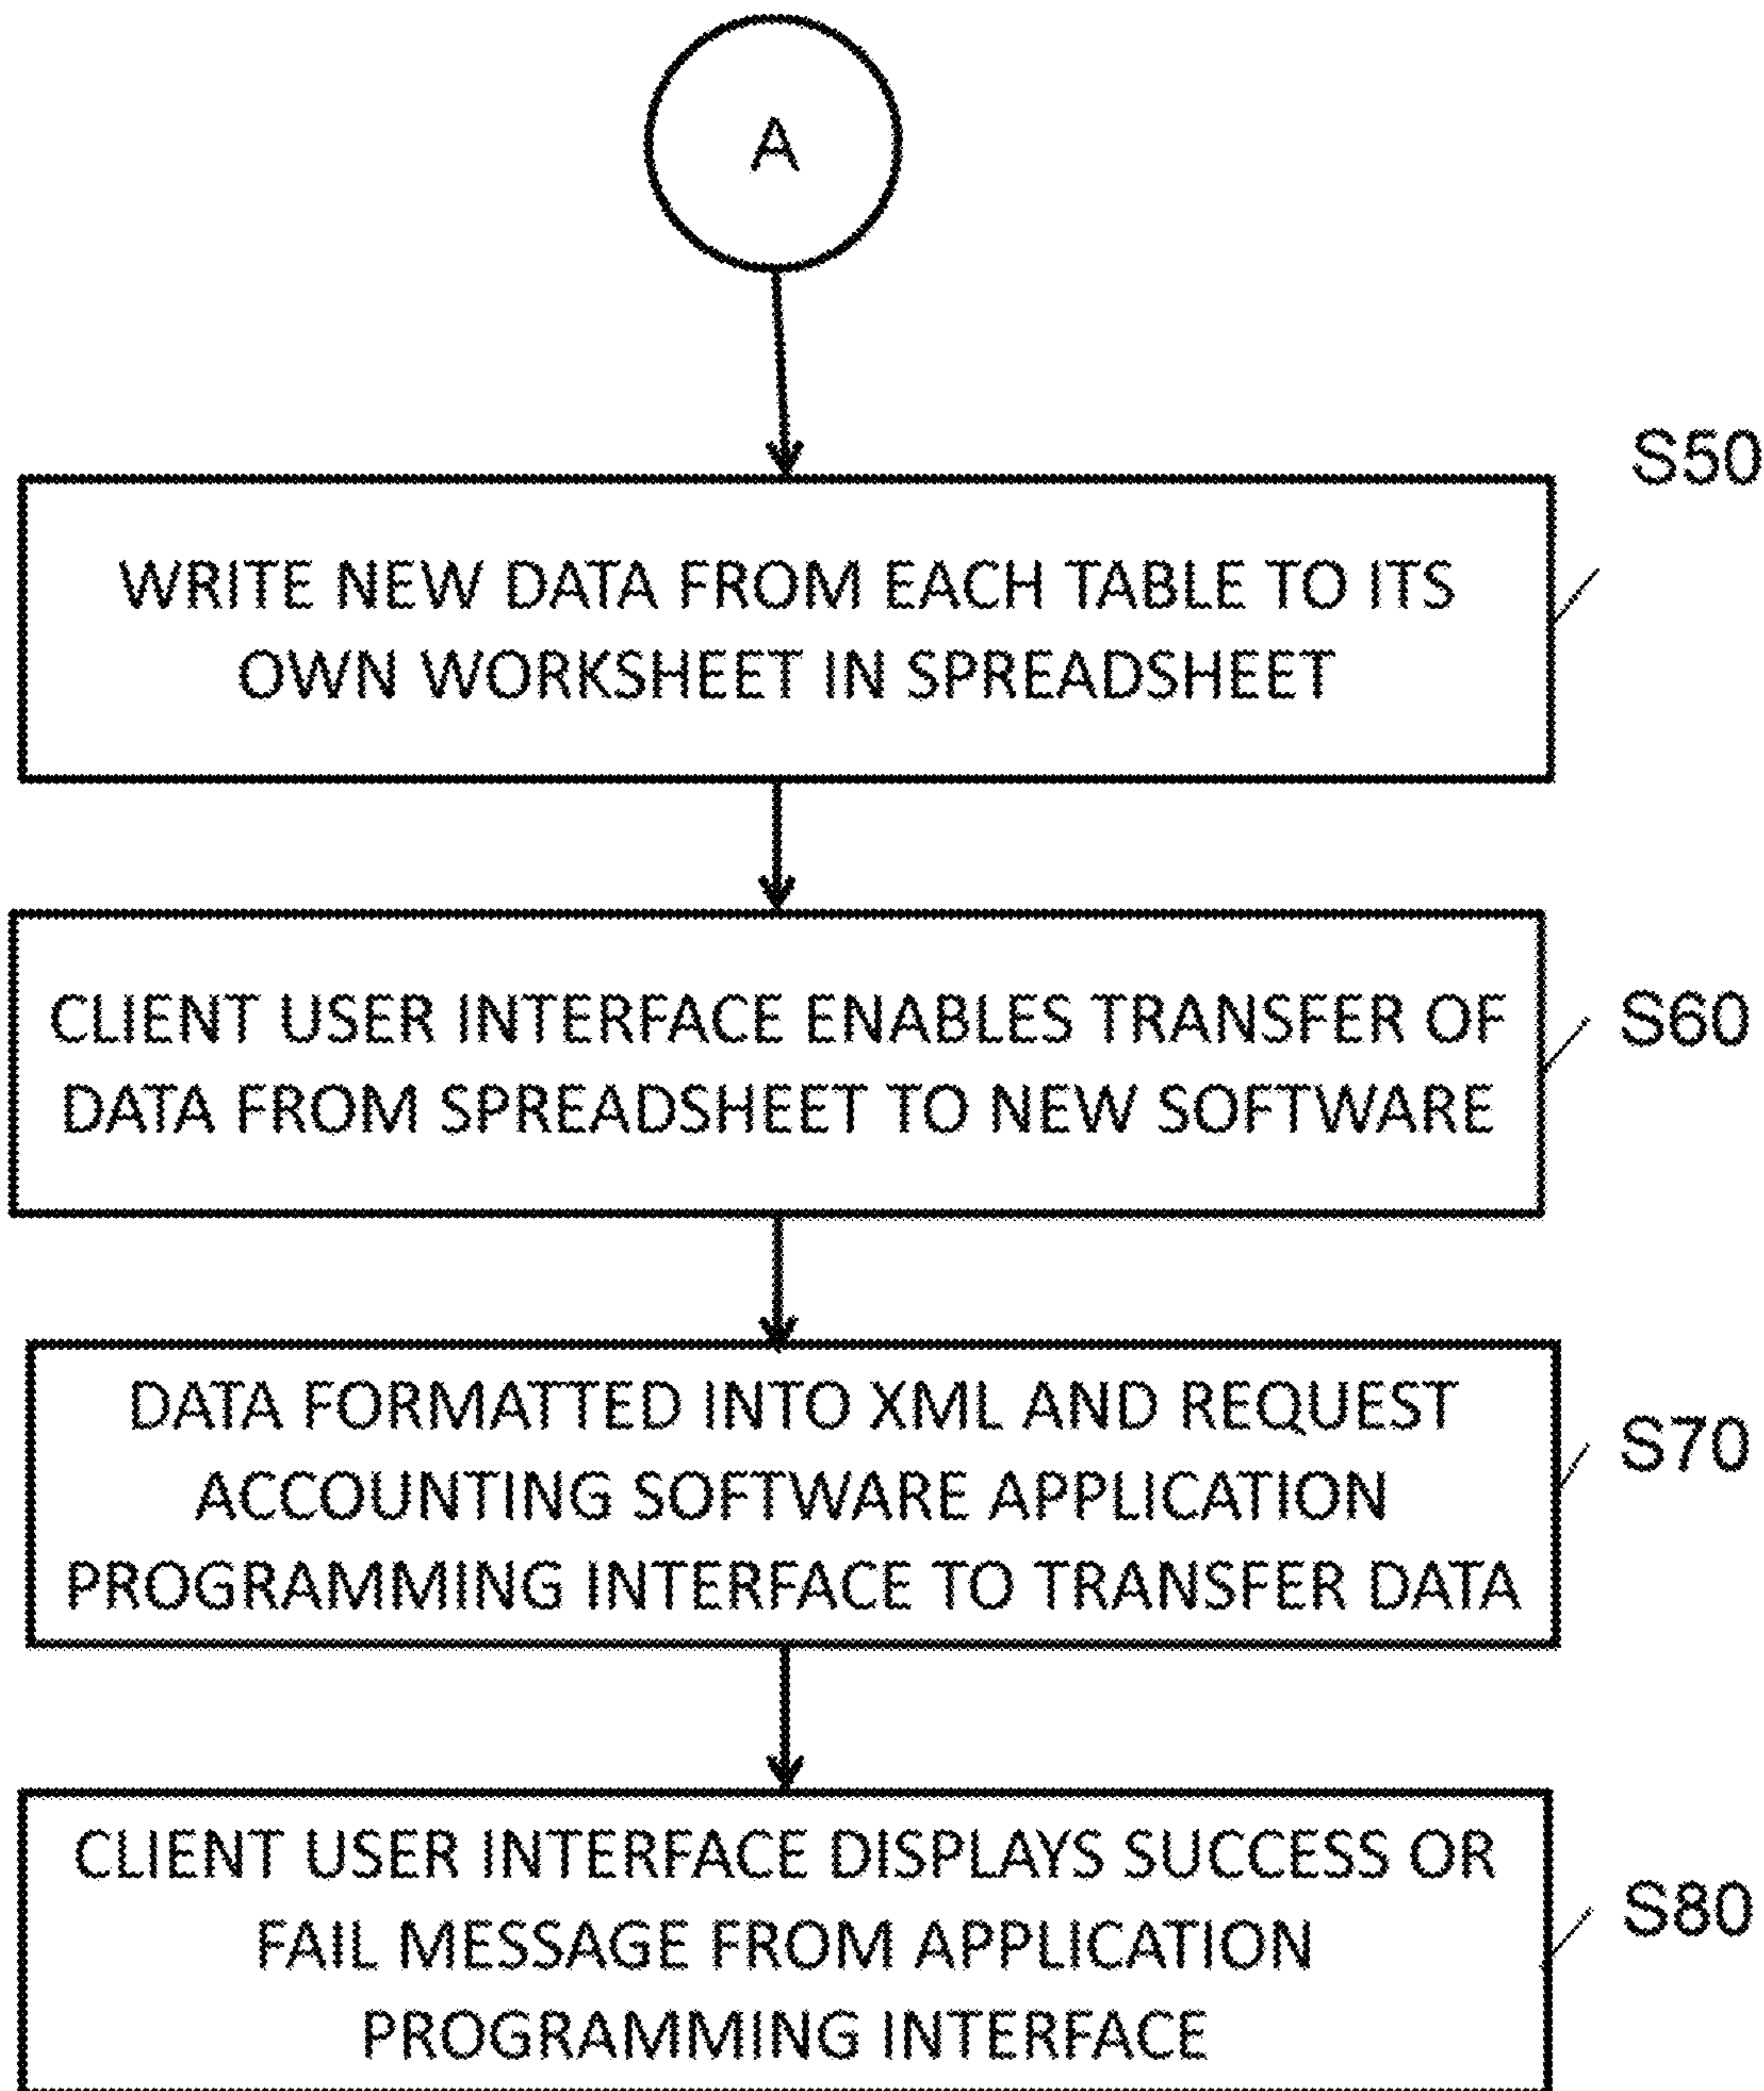 A
S50
WRITE NEW DATA FROM EACH TABLE TO ITS
OWN WORKSHEET IN SPREADSHEET
CLIENT USER INTERFACE ENABLES TRANSFER OF
DATA FROM SPREADSHEET TO NEW SOFTWARE
S60
DATA FORMATTED INTO XML AND REQUEST
ACCOUNTING SOFTWARE APPLICATION
PROGRAMMING INTERFACE TO TRANSFER DATA
S70
CLIENT USER INTERFACE DISPLAYS SUCCESS OR
FAIL MESSAGE FROM APPLICATION
PROGRAMMING INTERFACE
S80